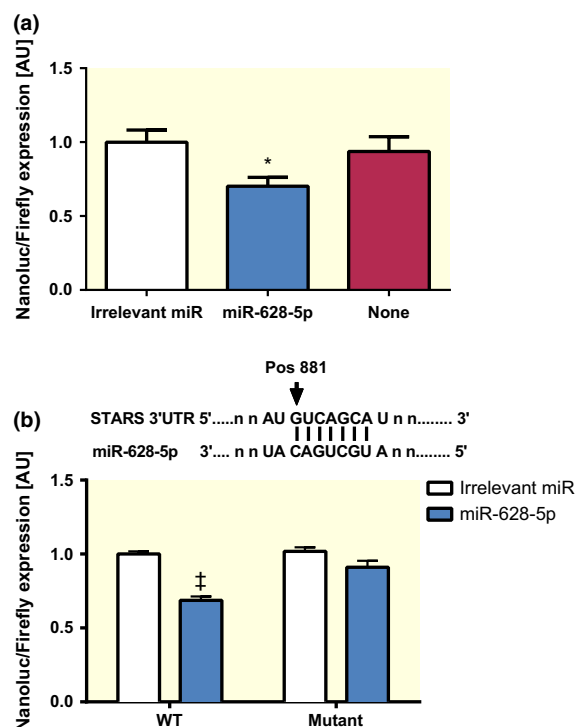 (a)
Nanoluc/Firefly expression [AU]
1.5
1.0
0.5
0.0
*
Irrelevant miR
miR-628-5p
None
Pos 881
(b)
STARS 3'UTR 5'.....n n AU GUCAGCA U n n........ 3'
miR-628-5p 3'.... n n UA CAGUCGU A n n........ 5'
Nanoluc/Firefly expression [AU]
1.5
1.0
0.5
0.0
‡
Irrelevant miR
miR-628-5p
WT
Mutant